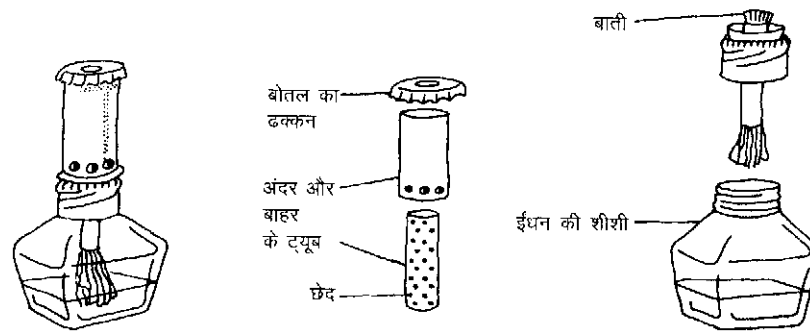 बाती
बोतल का
ढक्कन
अंदर और
बाहर
के ट्यूब
छेद
ईंधन की शीशी